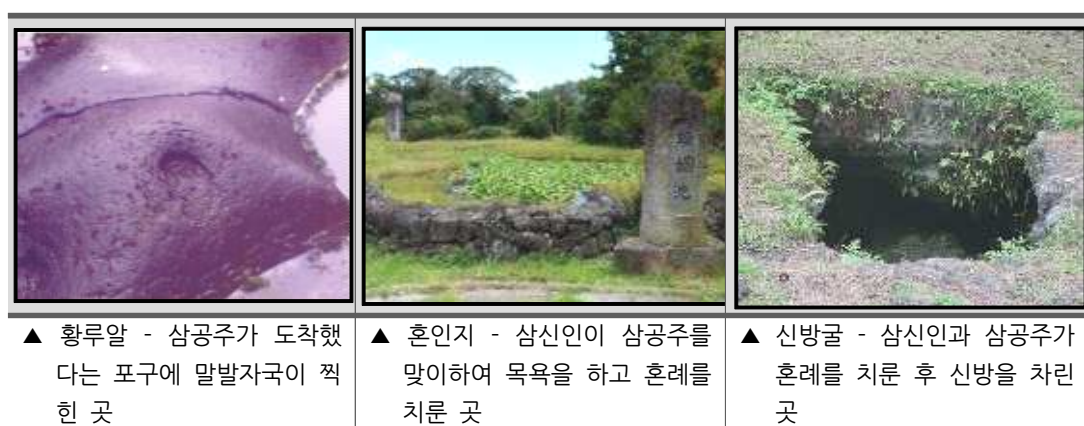 ▲ 황루알 - 삼공주가 도착했
다는 포구에 말발자국이 찍
힌 곳
▲ 혼인지 - 삼신인이 삼공주를
맞이하여 목욕을 하고 혼례를
치룬 곳
▲ 신방굴 - 삼신인과 삼공주가
혼례를 치룬 후 신방을 차린
곳